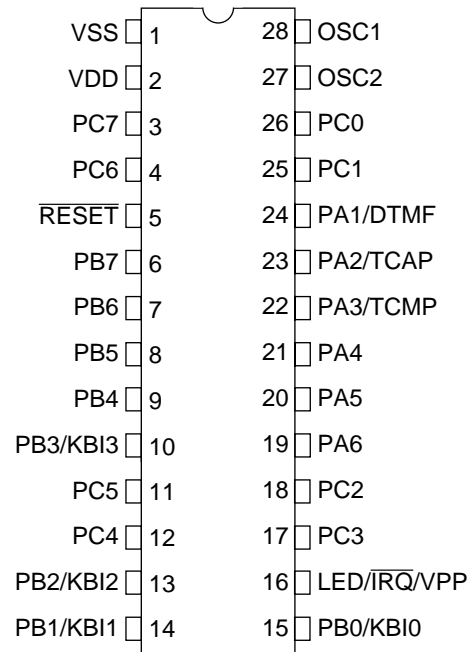 VSS 1 28 OSC1
VDD 2 27 OSC2
PC7 3 26 PC0
PC6 4 25 PC1
R̅E̅S̅E̅T̅ 5 24 PA1/DTMF
PB7 6 23 PA2/TCAP
PB6 7 22 PA3/TCMP
PB5 8 21 PA4
PB4 9 20 PA5
PB3/KBI3 10 19 PA6
PC5 11 18 PC2
PC4 12 17 PC3
PB2/KBI2 13 16 LED/I̅R̅Q̅/VPP
PB1/KBI1 14 15 PB0/KBI0